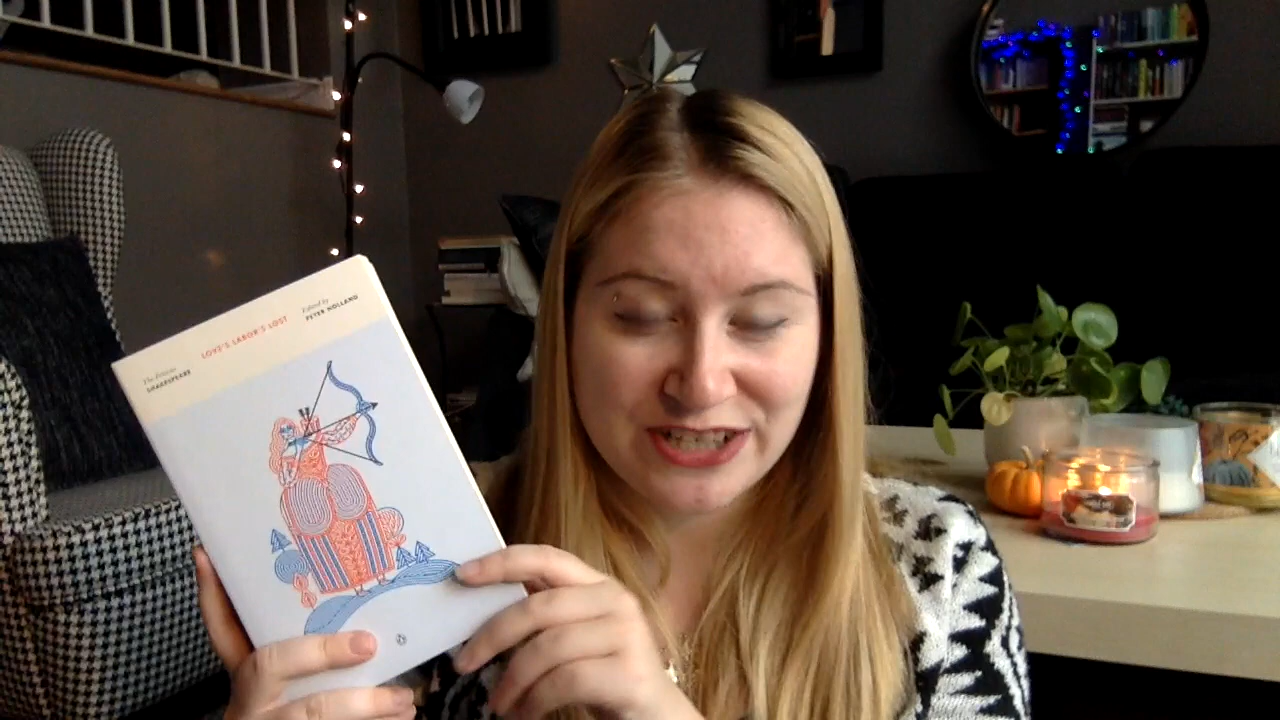 The Pelican
SHAKESPEARE
LOVE'S LABOR'S LOST
Edited by
PETER HOLLAND